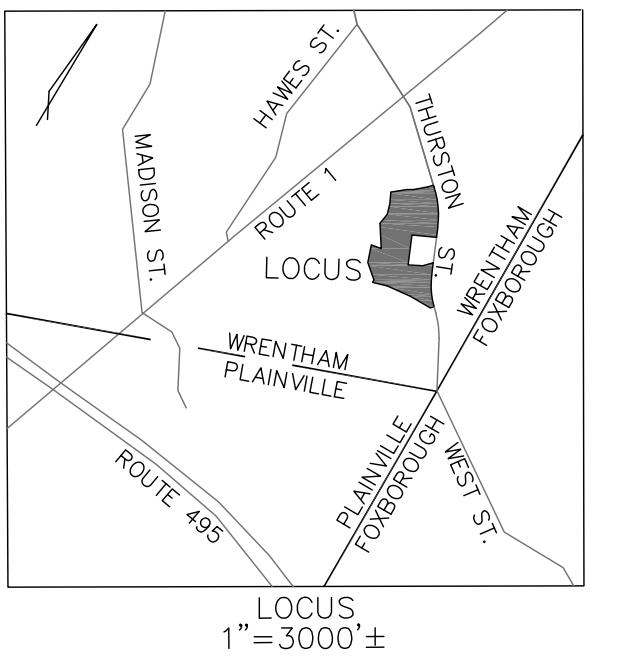 HAWES ST.
THURSTON
ST.
MADISON ST.
ROUTE 1
LOCUS
WRENTHAM
FOXBOROUGH
WRENTHAM
PLAINVILLE
PLAINVILLE
FOXBOROUGH
WEST ST.
ROUTE 495
LOCUS
1"=3000'±